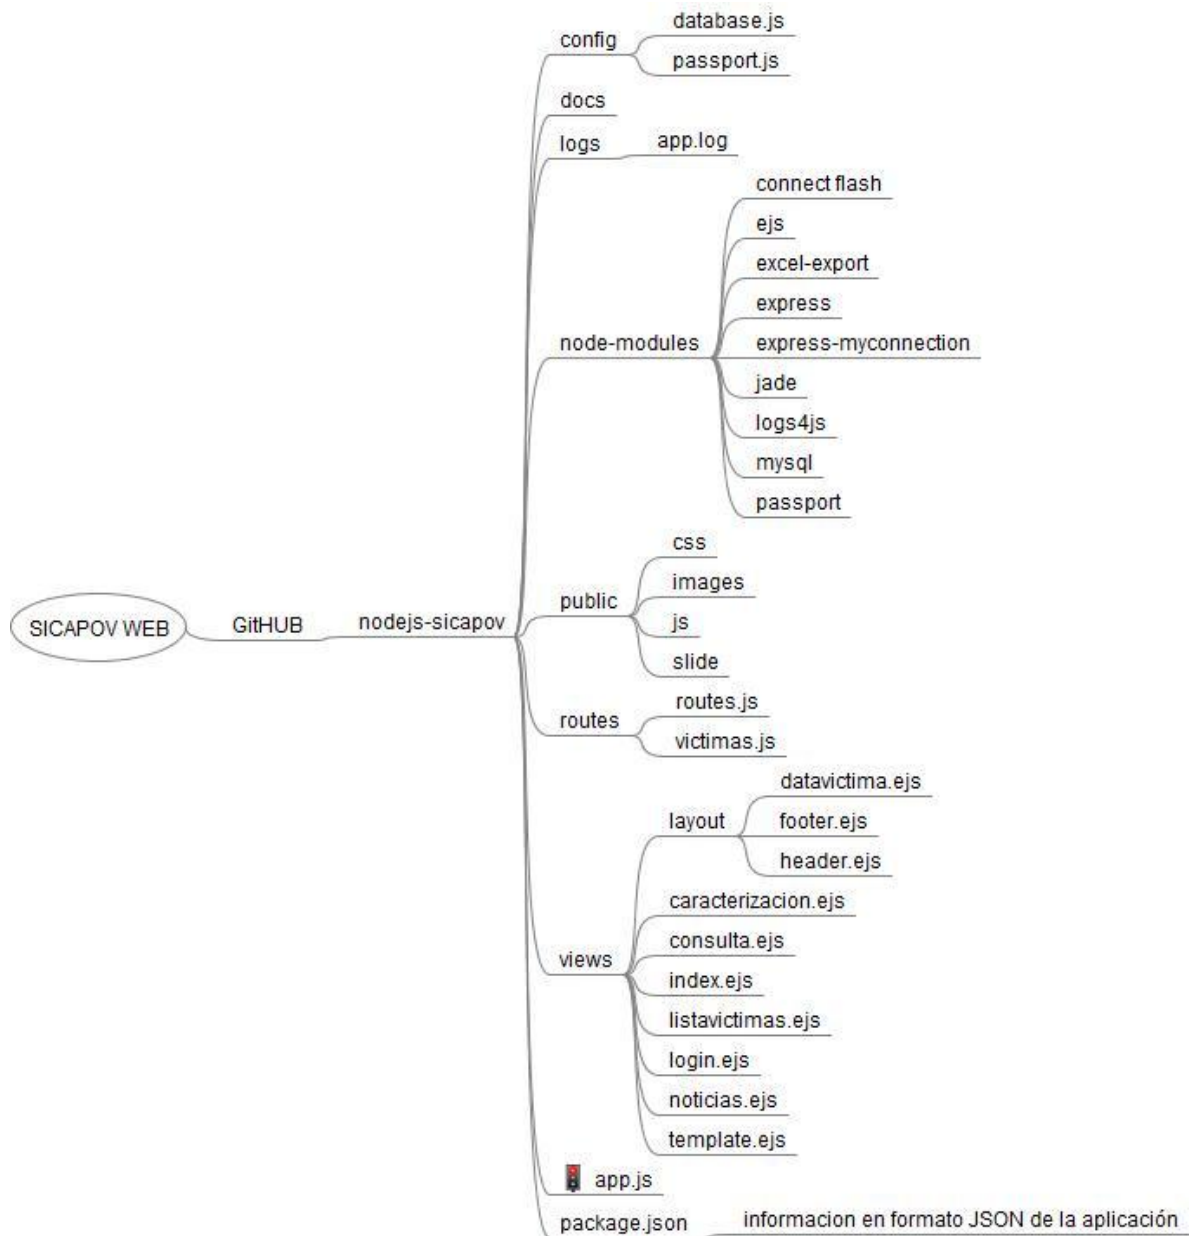 database.js
config
passport.js
docs
logs
app.log
connect flash
ejs
excel-export
express
node-modules
express-myconnection
jade
logs4js
mysql
passport
css
images
public
js
slide
SICAPOV WEB
GitHUB
nodejs-sicapov
routes.js
routes
victimas.js
datavictima.ejs
layout
footer.ejs
header.ejs
caracterizacion.ejs
consulta.ejs
views
index.ejs
listavictimas.ejs
login.ejs
noticias.ejs
template.ejs
app.js
package.json
informacion en formato JSON de la aplicación